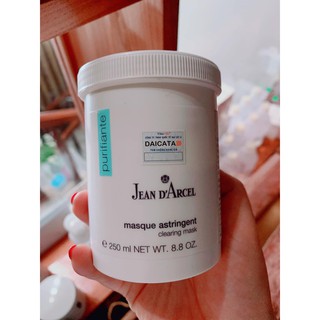 purifiante
DAICATA
JEAN D'ARCEL
masque astringent
clearing mask
℮ 250 ml NET WT. 8.8 OZ.